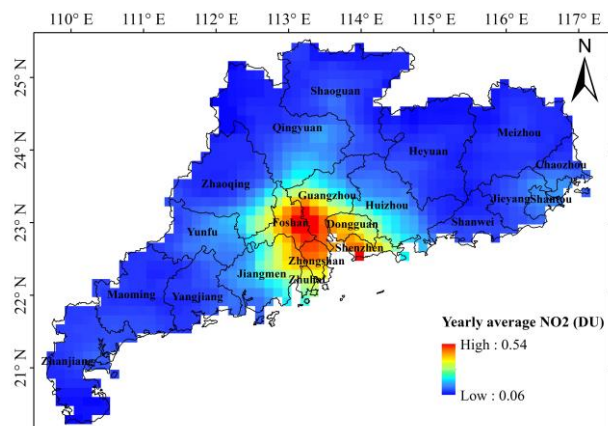 110° E 111° E 112° E 113° E 114° E 115° E 116° E 117° E
N
25° N
24° N
23° N
22° N
21° N
Shaoguan
Qingyuan
Meizhou
Heyuan
Chaozhou
Zhaoqing
Guangzhou
Huizhou
Jieyang
Shantou
Foshan
Dongguan
Shanwei
Yunfu
Shenzhen
Zhongshan
Jiangmen
Zhuhai
Maoming
Yangjiang
Zhanjiang
Yearly average NO2 (DU)
High : 0.54
Low : 0.06